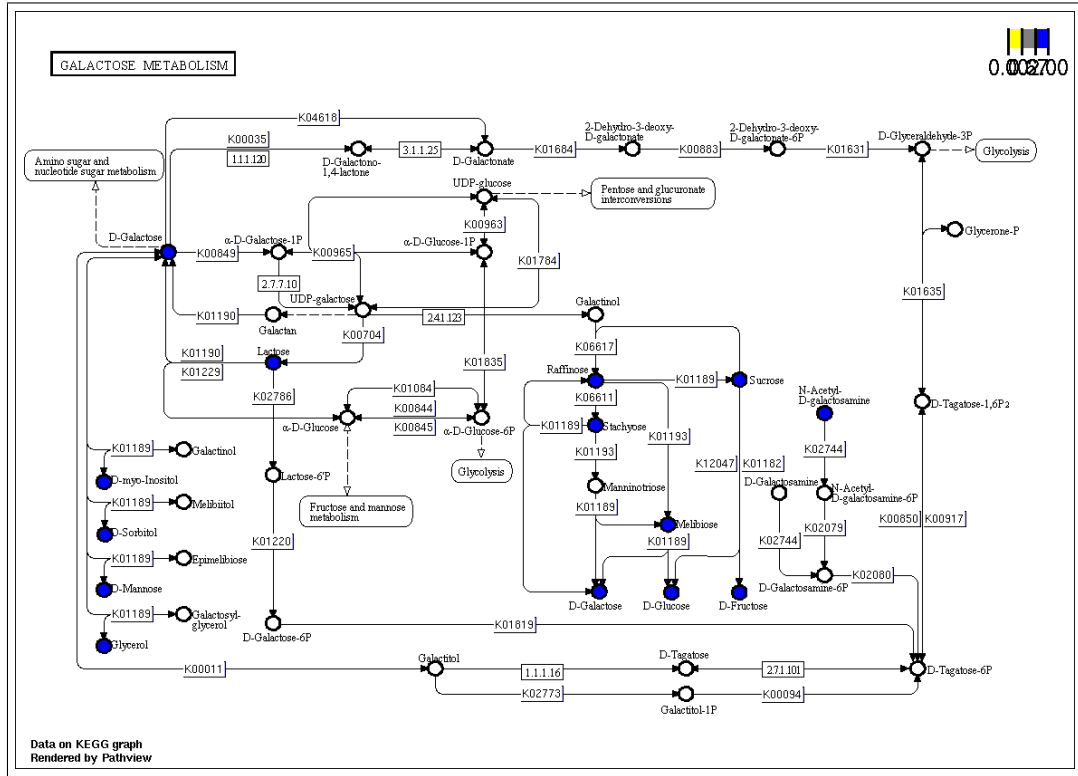 GALACTOSE METABOLISM
K04618
K00035
1.1.1.120
D-Galactono-
1,4-lactone
3.1.1.25
D-Galactonate
K01684
2-Dehydro-3-deoxy-
D-galactonate
K00883
2-Dehydro-3-deoxy-
D-galactonate-6P
K01631
D-Glyceraldehyde-3P
Glycolysis
Amino sugar and
nucleotide sugar metabolism
UDP-glucose
Pentose and glucuronate
interconversions
K00963
D-Galactose
K00849
α-D-Galactose-1P
K00965
α-D-Glucose-1P
K01784
Glycerone-P
2.7.7.10
UDP-galactose
K01635
K01190
Galactan
K00704
2.4.1.123
Galactinol
K01190
K01229
Lactose
K01835
K06617
K02786
Raffinose
K01189
Sucrose
K01084
K00844
K00845
α-D-Glucose
α-D-Glucose-6P
K06611
K01189
Stachyose
K01193
K01193
N-Acetyl-
D-galactosamine
D-Tagatose-1,6P2
K01189
Galactinol
D-myo-Inositol
Lactose-6'P
Glycolysis
K12047
K01182
K02744
Manninotriose
D-Galactosamine
N-Acetyl-
D-galactosamine-6P
K01189
Melibiitol
D-Sorbitol
Fructose and mannose
metabolism
K01189
Melibiose
K00850
K00917
K01220
K01189
K02744
K02079
K01189
Epimelibiose
D-Mannose
K02080
D-Galactosamine-6P
D-Galactose
D-Glucose
D-Fructose
K01189
Galactosyl-
glycerol
Glycerol
D-Galactose-6P
K01819
K00011
Galactitol
1.1.1.16
D-Tagatose
2.7.1.101
D-Tagatose-6P
K02773
Galactitol-1P
K00094
Data on KEGG graph
Rendered by Pathview